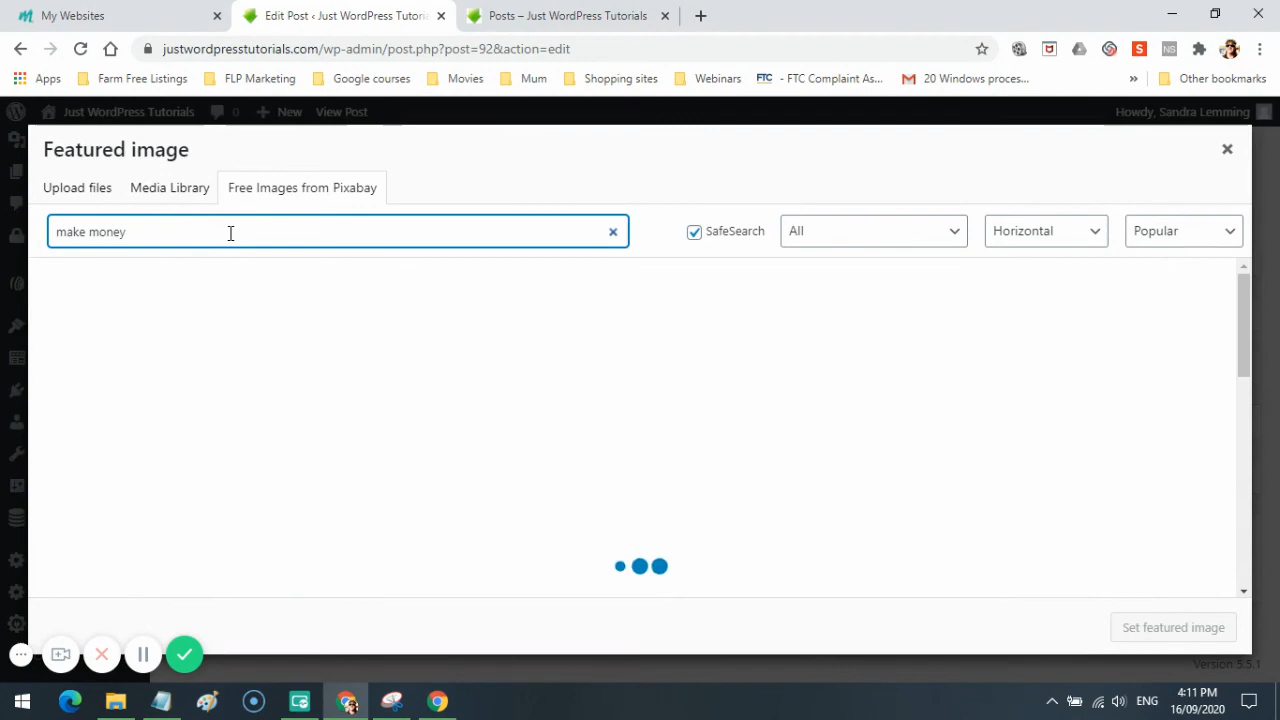 My Websites
Edit Post ‹ Just WordPress Tutoria
Posts – Just WordPress Tutorials
justwordpresstutorials.com/wp-admin/post.php?post=92&action=edit
Apps
Farm Free Listings
FLP Marketing
Google courses
Movies
Mum
Shopping sites
Webinars
FTC - FTC Complaint As...
20 Windows proces...
»
Other bookmarks
Just WordPress Tutorials
0
New
View Post
Howdy, Sandra Lemming
Featured image
Upload files
Media Library
Free Images from Pixabay
make money
SafeSearch
All
Horizontal
Popular
Set featured image
Version 5.5.1
ENG
4:11 PM
16/09/2020